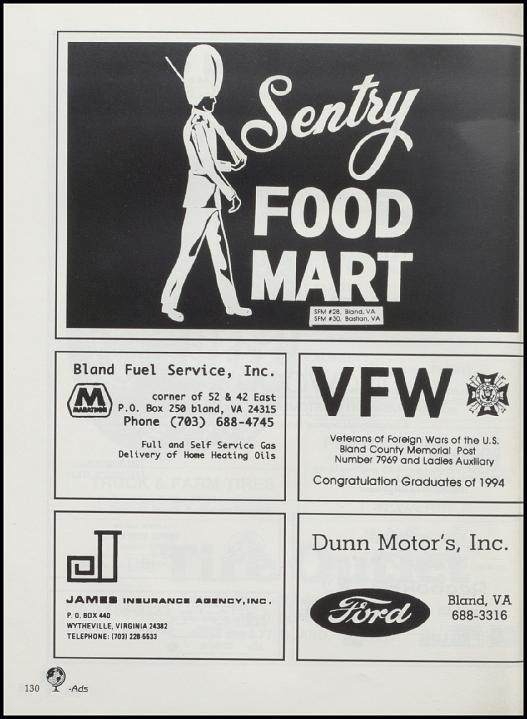 Sentry
FOOD
MART
SFM #28, Bland, VA
SFM #30, Bastian, VA
Bland Fuel Service, Inc.
M
MARATHON
corner of 52 & 42 East
P.O. Box 250 bland, VA 24315
Phone (703) 688-4745
Full and Self Service Gas
Delivery of Home Heating Oils
VFW
Veterans of Foreign Wars of the U.S.
Bland County Memorial Post
Number 7969 and Ladies Auxiliary
Congratulation Graduates of 1994
JAMES INSURANCE AGENCY, INC.
P. O. BOX 440
WYTHEVILLE, VIRGINIA 24382
TELEPHONE: (703) 228-5533
Dunn Motor's, Inc.
Ford
Bland, VA
688-3316
130 -Ads